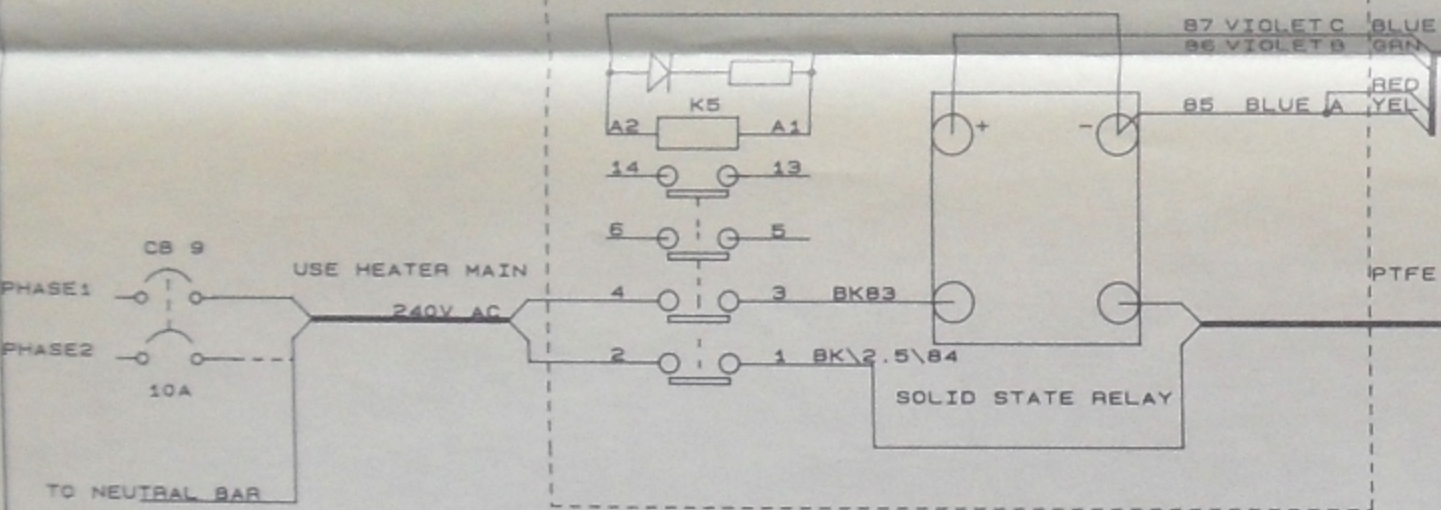 87 VIOLET C BLUE
86 VIOLET B GRN
RED
85 BLUE A YEL
K5
A2 A1
+ -
14 13
6 5
CB 9
USE HEATER MAIN
PTFE
PHASE1
240V AC
4 3 BK83
PHASE2
2 1 BK\2.5\84
10A
SOLID STATE RELAY
TO NEUTRAL BAR